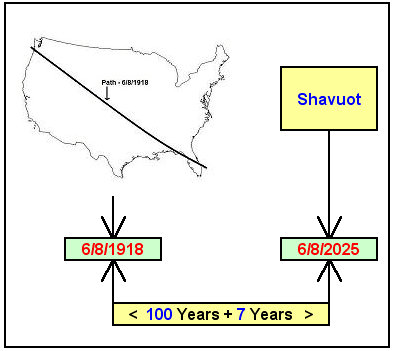 Path - 6/8/1918
Shavuot
6/8/1918
6/8/2025
< 100 Years + 7 Years >